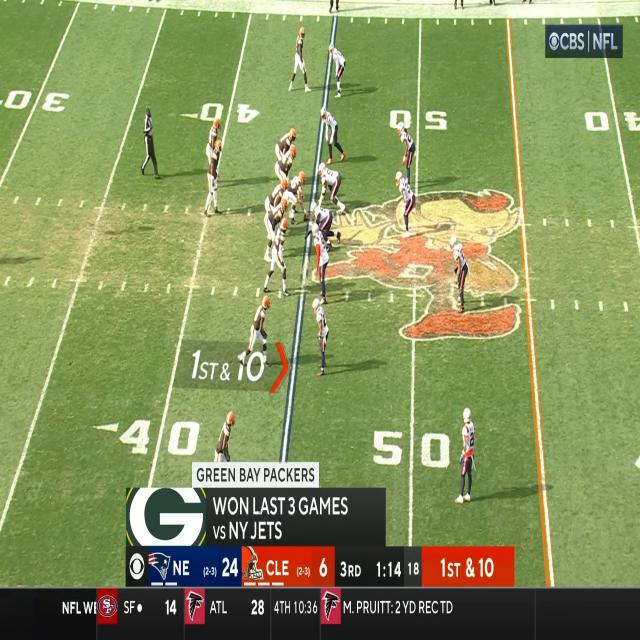 CBS NFL
30
40
50
40
1ST & 10
40
50
GREEN BAY PACKERS
WON LAST 3 GAMES
VS NY JETS
NE (2-3) 24 CLE (2-3) 6 3RD 1:14 18 1ST & 10
NFL WE SF 14 ATL 28 4TH 10:36 M. PRUITT: 2 YD REC TD